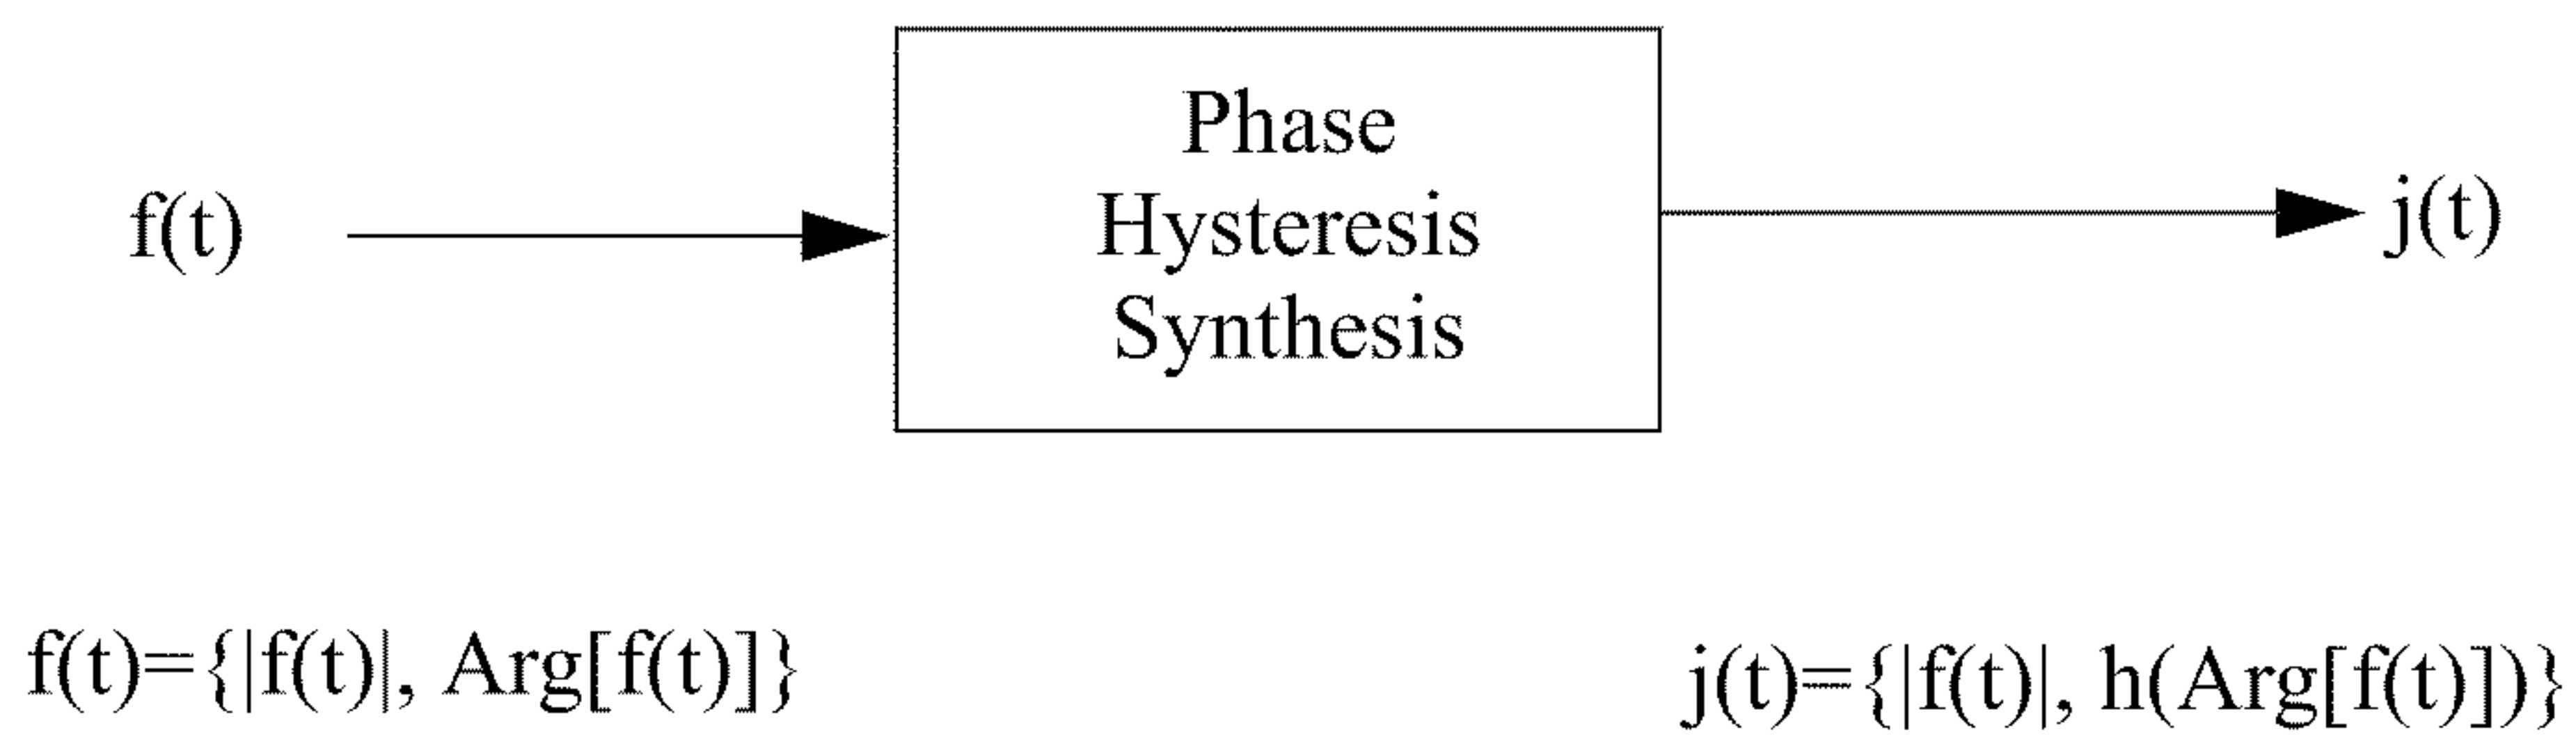 f(t)
Phase
Hysteresis
Synthesis
j(t)
f(t)={|f(t)|, Arg[f(t)]}
j(t)={|f(t)|, h(Arg[f(t)])}